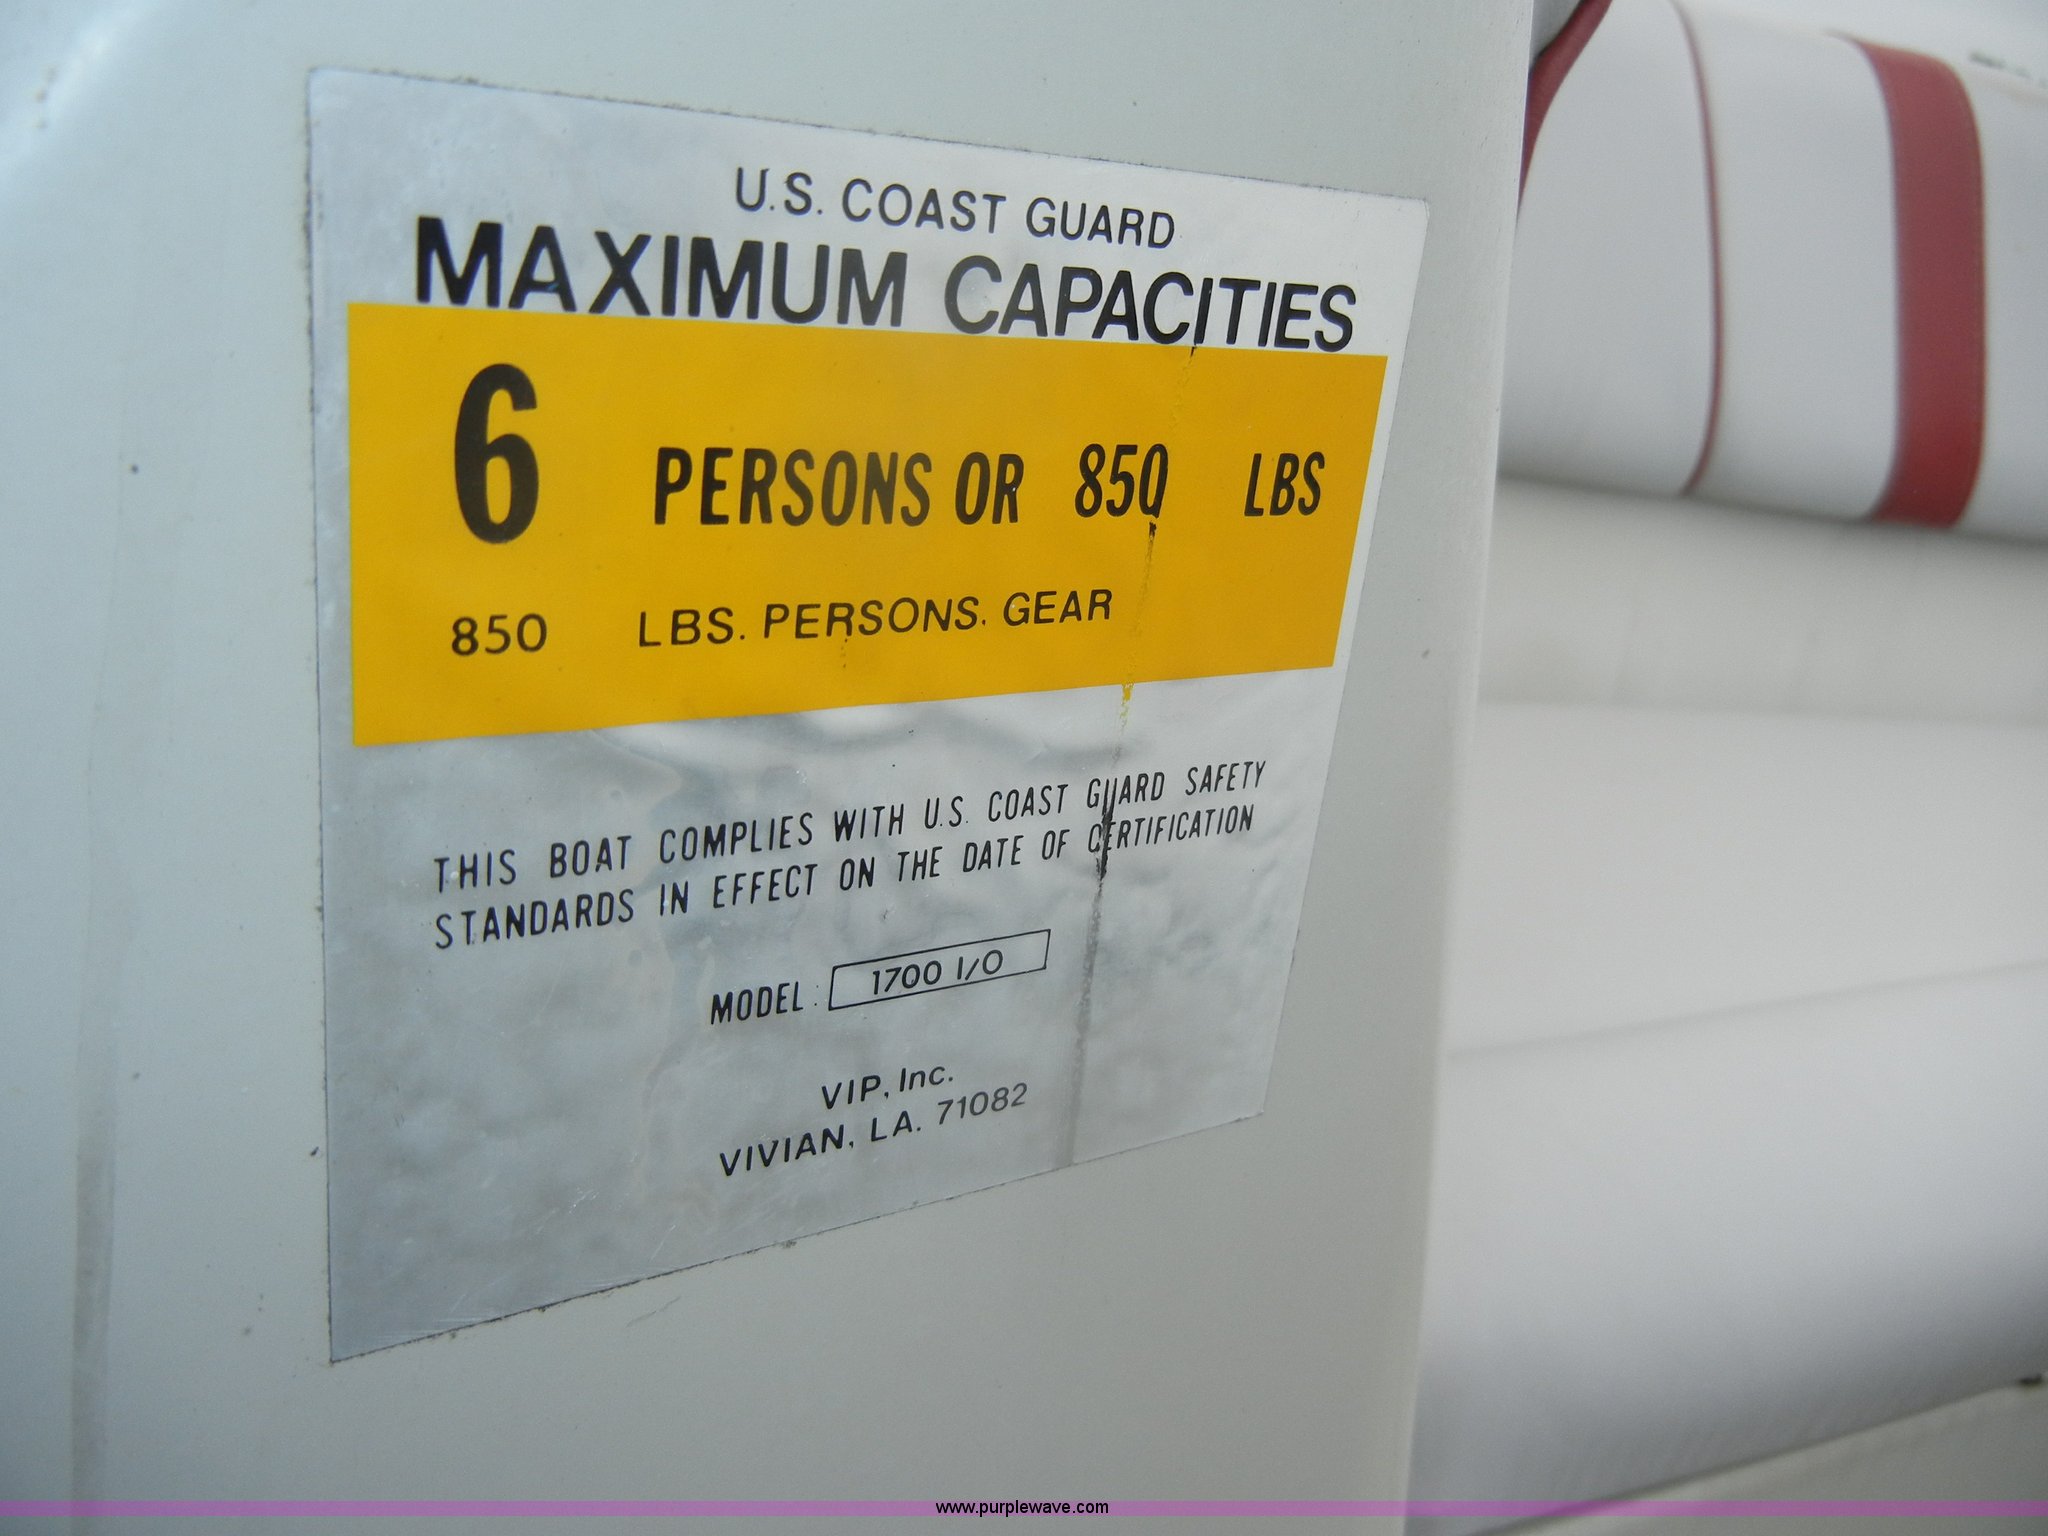 U.S. COAST GUARD
MAXIMUM CAPACITIES
6 PERSONS OR 850 LBS
850 LBS. PERSONS. GEAR
THIS BOAT COMPLIES WITH U.S. COAST GUARD SAFETY
STANDARDS IN EFFECT ON THE DATE OF CERTIFICATION
MODEL: 1700 I/O
VIP, Inc.
VIVIAN, LA. 71082
www.purplewave.com